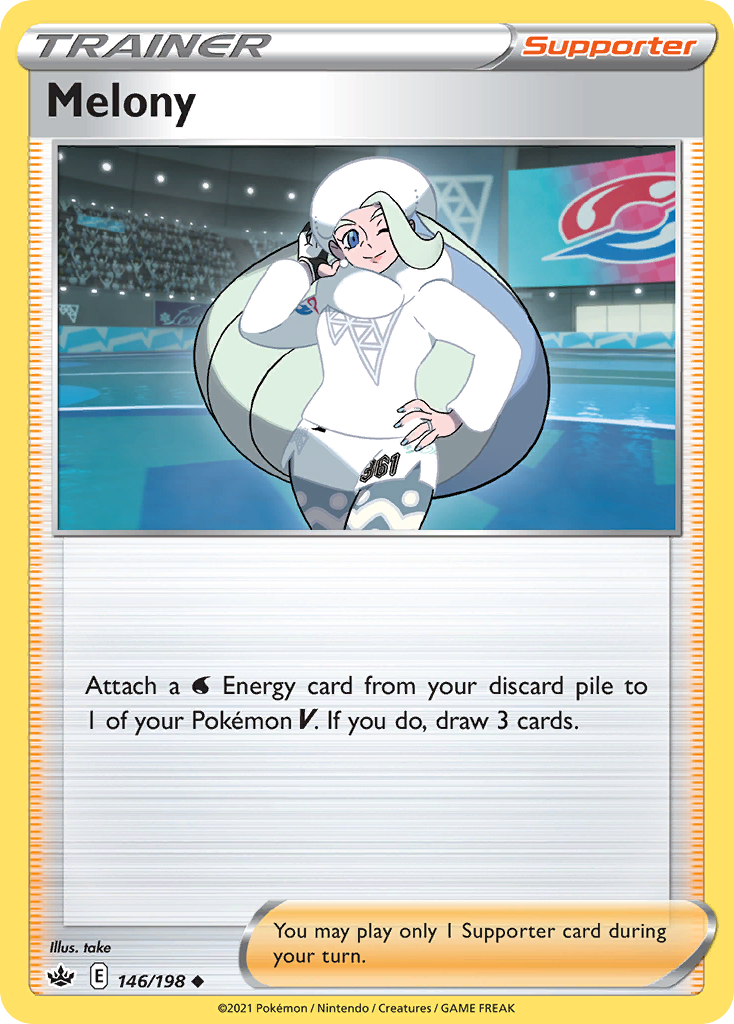 TRAINER Supporter
Melony
361
Attach a Energy card from your discard pile to
1 of your Pokémon V. If you do, draw 3 cards.
You may play only 1 Supporter card during
your turn.
Illus. take
E 146/198
©2021 Pokémon / Nintendo / Creatures / GAME FREAK